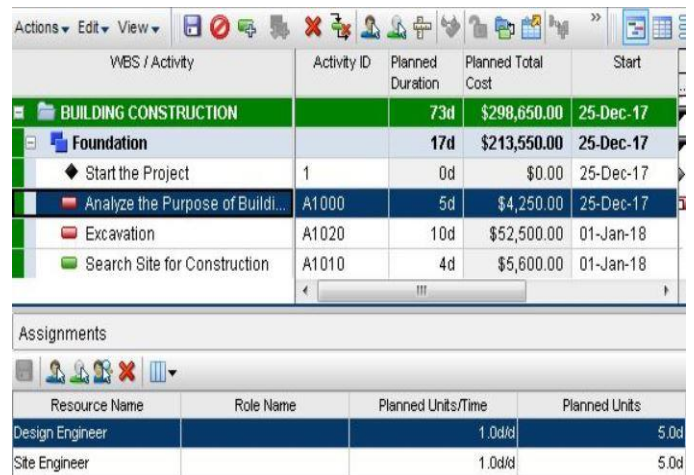 Actions Edit View »
WBS / Activity Activity ID Planned Duration Planned Total Cost Start
BUILDING CONSTRUCTION 73d $298,650.00 25-Dec-17
Foundation 17d $213,550.00 25-Dec-17
Start the Project 1 0d $0.00 25-Dec-17
Analyze the Purpose of Buildi... A1000 5d $4,250.00 25-Dec-17
Excavation A1020 10d $52,500.00 01-Jan-18
Search Site for Construction A1010 4d $5,600.00 01-Jan-18
Assignments
Resource Name Role Name Planned Units/Time Planned Units
Design Engineer 1.0d/d 5.0d
Site Engineer 1.0d/d 5.0d